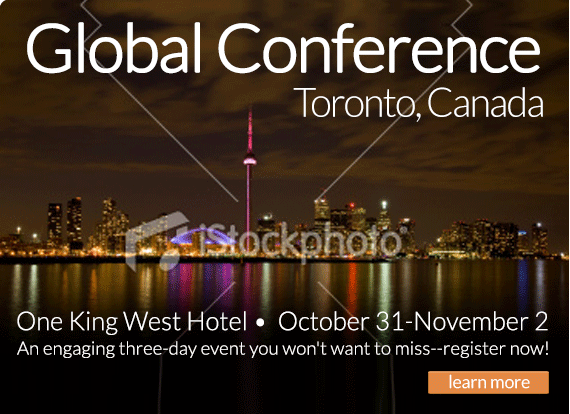 Global Conference
Toronto, Canada
iStockphoto
One King West Hotel • October 31-November 2
An engaging three-day event you won't want to miss--register now!
learn more